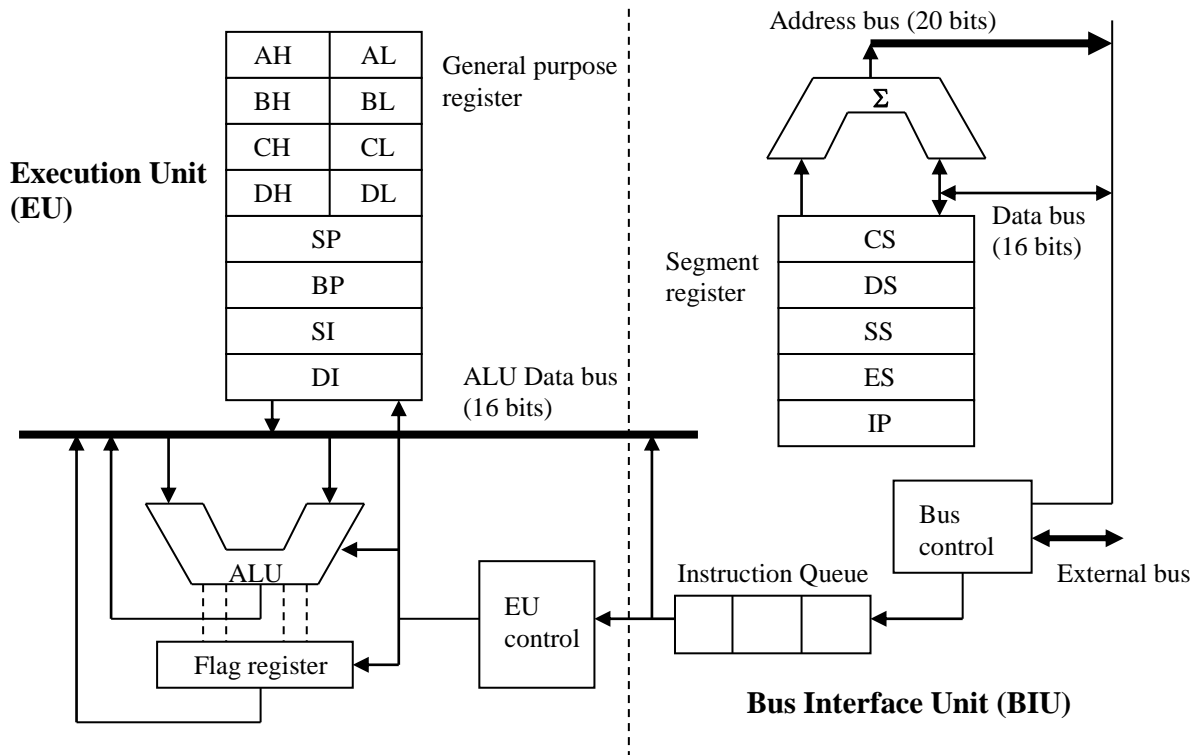 Address bus (20 bits)
AH AL
BH BL
CH CL
DH DL
SP
BP
SI
DI
General purpose
register
Execution Unit
(EU)
Σ
Data bus
(16 bits)
Segment
register
CS
DS
SS
ES
IP
ALU Data bus
(16 bits)
ALU
Flag register
EU
control
Instruction Queue
Bus
control
External bus
Bus Interface Unit (BIU)